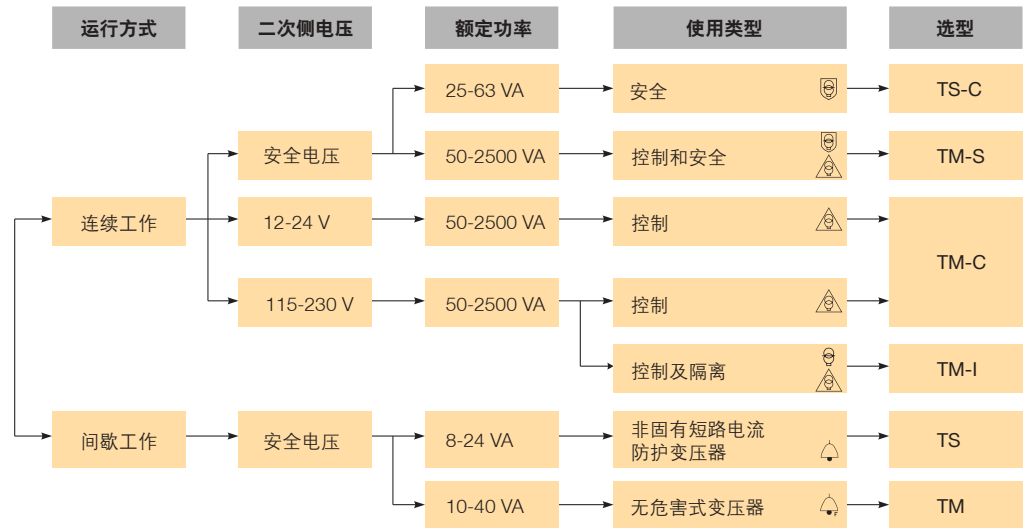 运行方式 二次侧电压 额定功率 使用类型 选型
25-63 VA 安全 TS-C
安全电压 50-2500 VA 控制和安全 TM-S
连续工作 12-24 V 50-2500 VA 控制
TM-C
115-230 V 50-2500 VA 控制
控制及隔离 TM-I
间歇工作 安全电压 8-24 VA 非固有短路电流
防护变压器 TS
10-40 VA 无危害式变压器 F TM